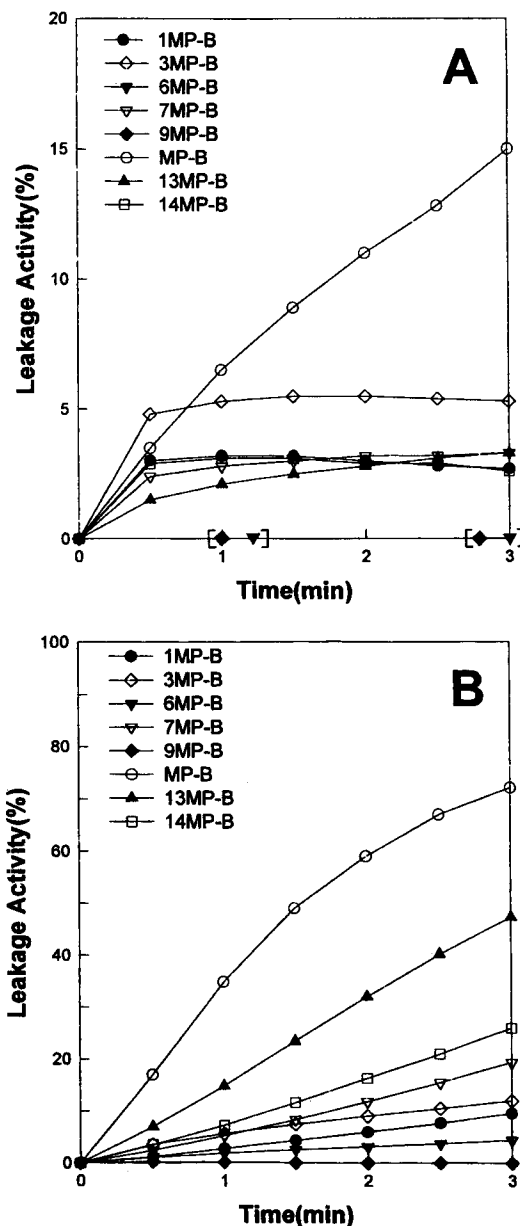 A
1MP-B
3MP-B
6MP-B
7MP-B
9MP-B
MP-B
13MP-B
14MP-B
20
15
10
5
0
Leakage Activity(%)
0 1 2 3
Time(min)
B
1MP-B
3MP-B
6MP-B
7MP-B
9MP-B
MP-B
13MP-B
14MP-B
100
80
60
40
20
0
Leakage Activity(%)
0 1 2 3
Time(min)